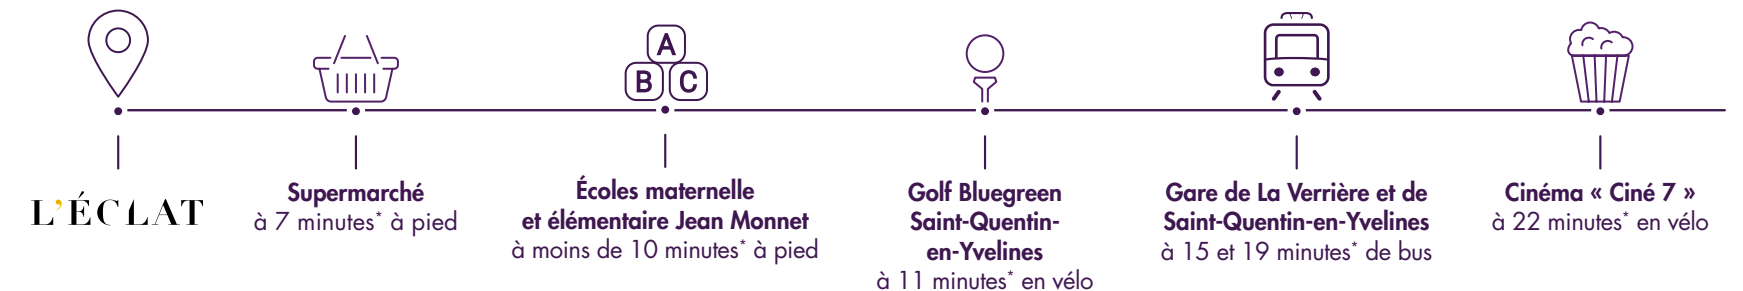 A
B C
L'ÉCLAT
Supermarché
à 7 minutes* à pied
Écoles maternelle
et élémentaire Jean Monnet
à moins de 10 minutes* à pied
Golf Bluegreen
Saint-Quentin-
en-Yvelines
à 11 minutes* en vélo
Gare de La Verrière et de
Saint-Quentin-en-Yvelines
à 15 et 19 minutes* de bus
Cinéma « Ciné 7 »
à 22 minutes* en vélo